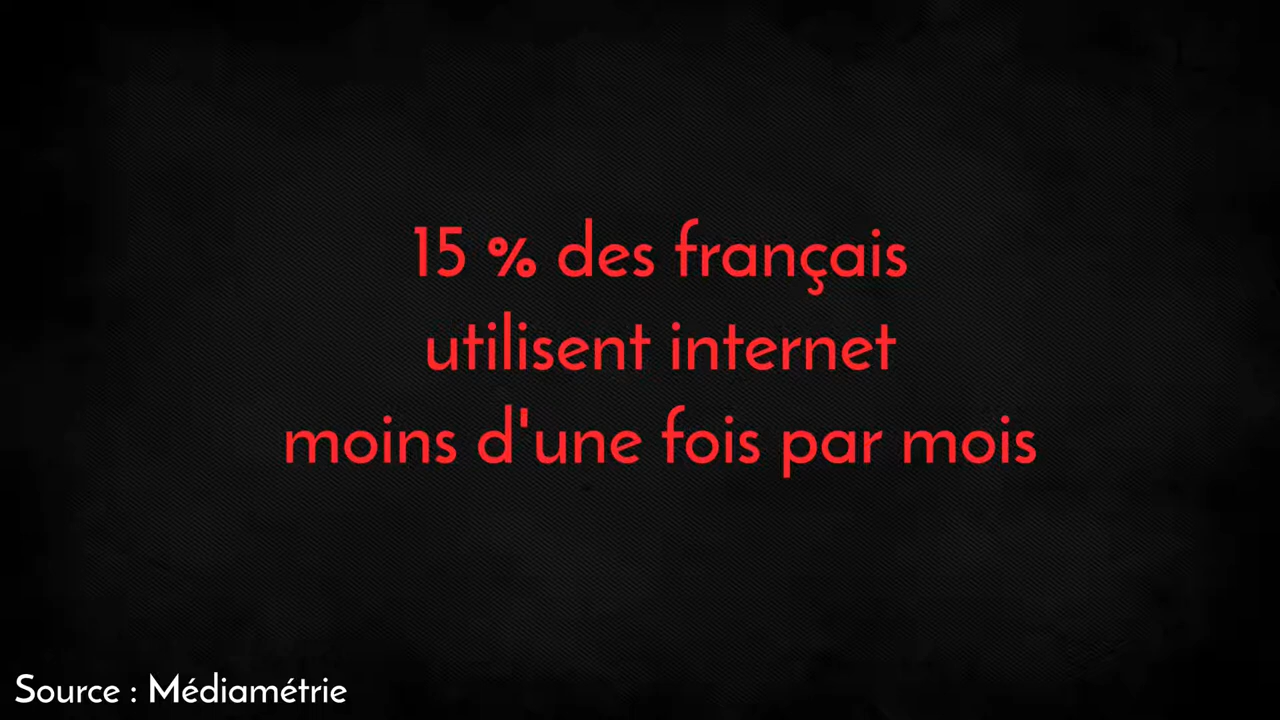 15 % des français
utilisent internet
moins d'une fois par mois
Source : Médiamétrie